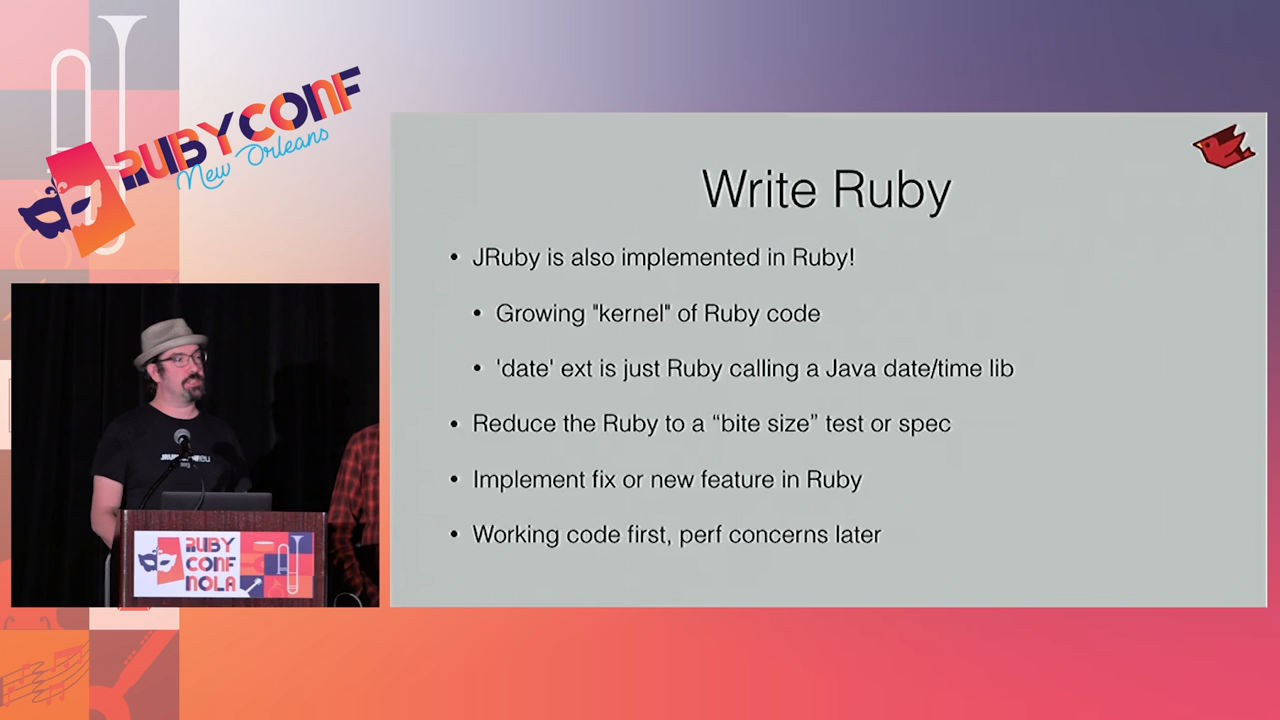 RUBYCONF
New Orleans
Write Ruby
• JRuby is also implemented in Ruby!
• Growing "kernel" of Ruby code
• 'date' ext is just Ruby calling a Java date/time lib
• Reduce the Ruby to a “bite size” test or spec
• Implement fix or new feature in Ruby
• Working code first, perf concerns later
RUBY
CONF
NOLA